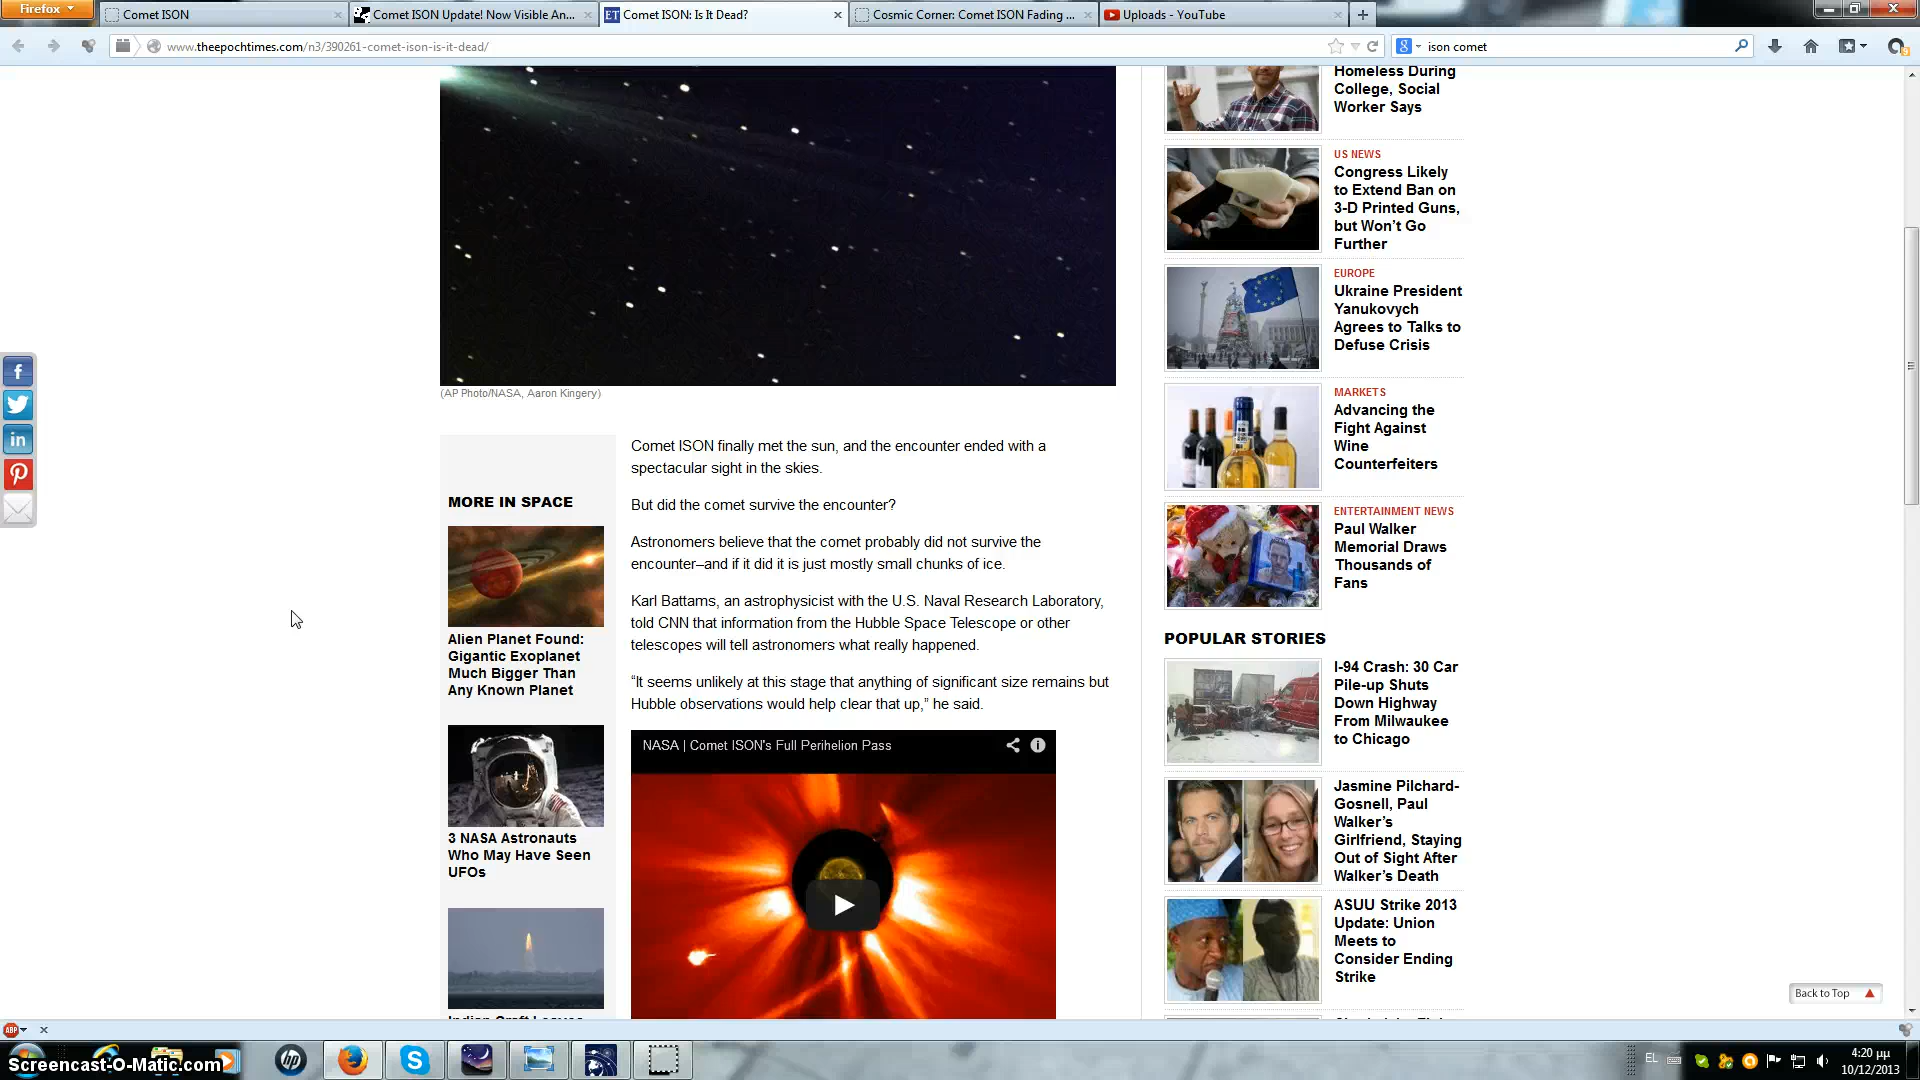 Firefox
Comet ISON
Comet ISON Update! Now Visible An...
Comet ISON: Is It Dead?
Cosmic Corner: Comet ISON Fading ...
Uploads - YouTube
www.theepochtimes.com/n3/390261-comet-ison-is-it-dead/
ison comet
(AP Photo/NASA, Aaron Kingery)
MORE IN SPACE
Alien Planet Found:
Gigantic Exoplanet
Much Bigger Than
Any Known Planet
3 NASA Astronauts
Who May Have Seen
UFOs
Comet ISON finally met the sun, and the encounter ended with a
spectacular sight in the skies.
But did the comet survive the encounter?
Astronomers believe that the comet probably did not survive the
encounter–and if it did it is just mostly small chunks of ice.
Karl Battams, an astrophysicist with the U.S. Naval Research Laboratory,
told CNN that information from the Hubble Space Telescope or other
telescopes will tell astronomers what really happened.
“It seems unlikely at this stage that anything of significant size remains but
Hubble observations would help clear that up,” he said.
NASA | Comet ISON's Full Perihelion Pass
Homeless During
College, Social
Worker Says
US NEWS
Congress Likely
to Extend Ban on
3-D Printed Guns,
but Won’t Go
Further
EUROPE
Ukraine President
Yanukovych
Agrees to Talks to
Defuse Crisis
MARKETS
Advancing the
Fight Against
Wine
Counterfeiters
ENTERTAINMENT NEWS
Paul Walker
Memorial Draws
Thousands of
Fans
POPULAR STORIES
I-94 Crash: 30 Car
Pile-up Shuts
Down Highway
From Milwaukee
to Chicago
Jasmine Pilchard-
Gosnell, Paul
Walker’s
Girlfriend, Staying
Out of Sight After
Walker’s Death
ASUU Strike 2013
Update: Union
Meets to
Consider Ending
Strike
Back to Top
ABP
Screencast-O-Matic.com
hp
EL
4:20 μμ
10/12/2013